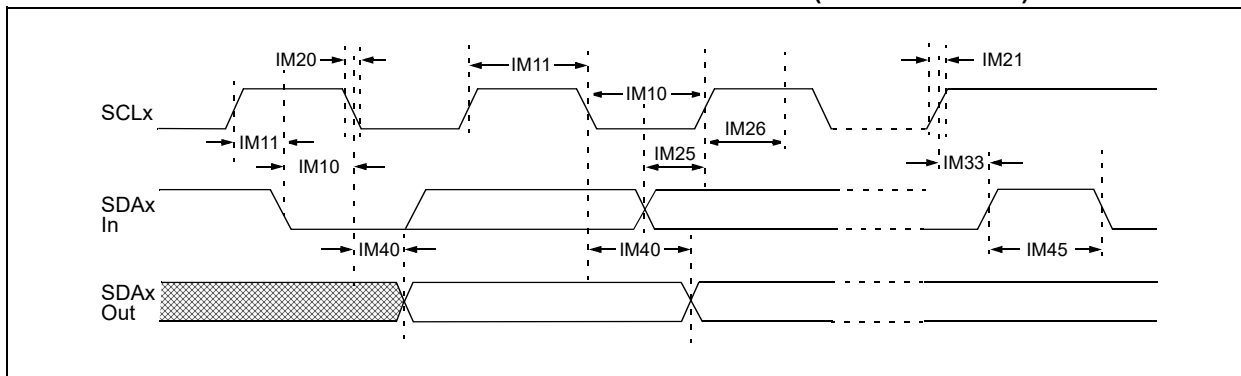 IM20
IM11
IM10
IM21
SCLx
IM11
IM26
IM10
IM25
IM33
SDAx
In
IM40
IM40
IM45
SDAx
Out